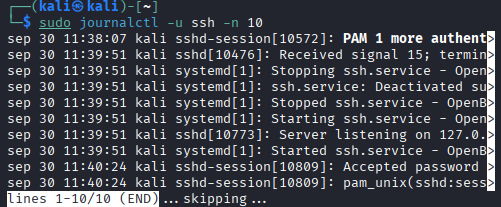 (kali㉿kali)-[~]
$ sudo journalctl -u ssh -n 10
sep 30 11:38:07 kali sshd-session[10572]: PAM 1 more authent>
sep 30 11:39:51 kali sshd[10476]: Received signal 15; termin>
sep 30 11:39:51 kali systemd[1]: Stopping ssh.service - Open>
sep 30 11:39:51 kali systemd[1]: ssh.service: Deactivated su>
sep 30 11:39:51 kali systemd[1]: Stopped ssh.service - OpenB>
sep 30 11:39:51 kali systemd[1]: Starting ssh.service - Open>
sep 30 11:39:51 kali sshd[10773]: Server listening on 127.0.>
sep 30 11:39:51 kali systemd[1]: Started ssh.service - OpenB>
sep 30 11:40:24 kali sshd-session[10809]: Accepted password >
sep 30 11:40:24 kali sshd-session[10809]: pam_unix(sshd:sess>
lines 1-10/10 (END)...skipping...